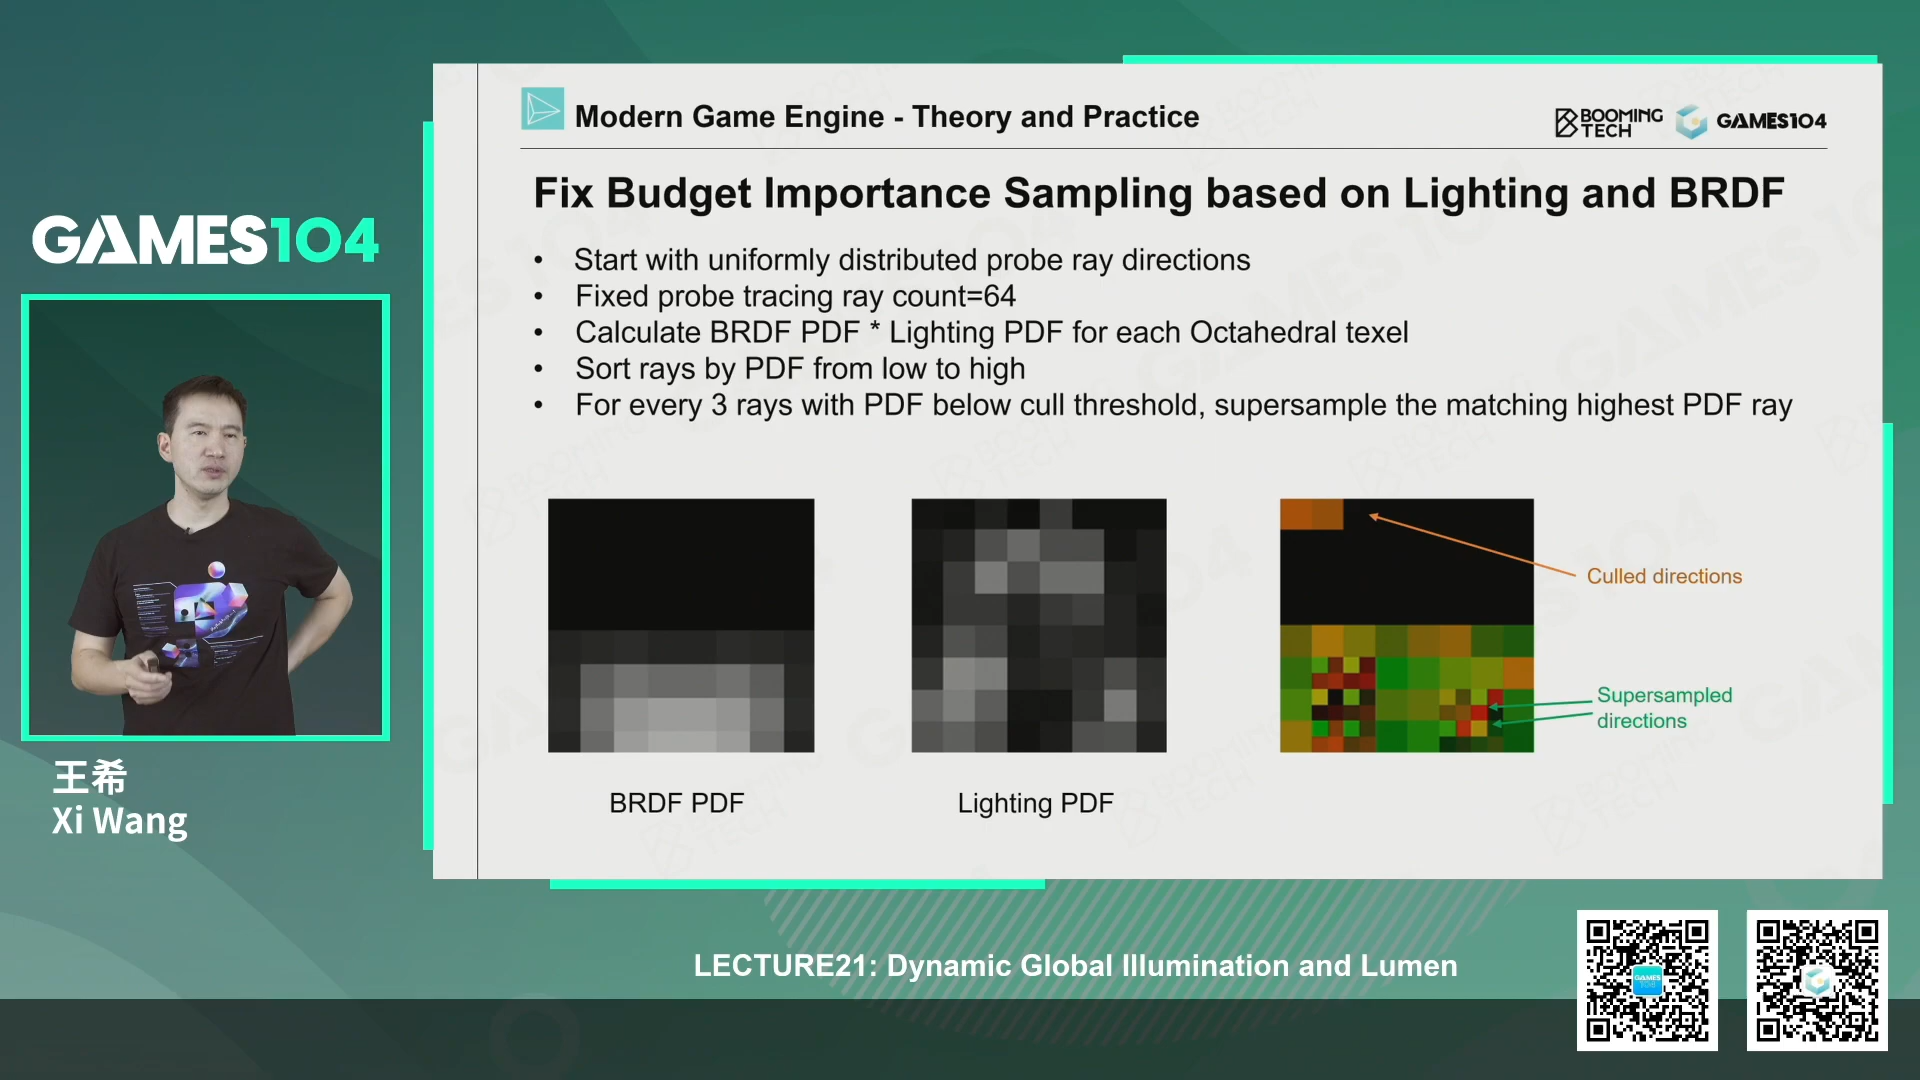 Modern Game Engine - Theory and Practice
BOOMING
TECH
GAMES104
Fix Budget Importance Sampling based on Lighting and BRDF
• Start with uniformly distributed probe ray directions
• Fixed probe tracing ray count=64
• Calculate BRDF PDF * Lighting PDF for each Octahedral texel
• Sort rays by PDF from low to high
• For every 3 rays with PDF below cull threshold, supersample the matching highest PDF ray
GAMES104
Culled directions
Supersampled
directions
BRDF PDF
Lighting PDF
王希
Xi Wang
LECTURE21: Dynamic Global Illumination and Lumen